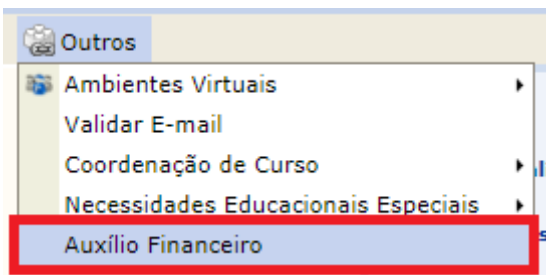 Outros
Ambientes Virtuais
Validar E-mail
Coordenação de Curso
Necessidades Educacionais Especiais
Auxílio Financeiro